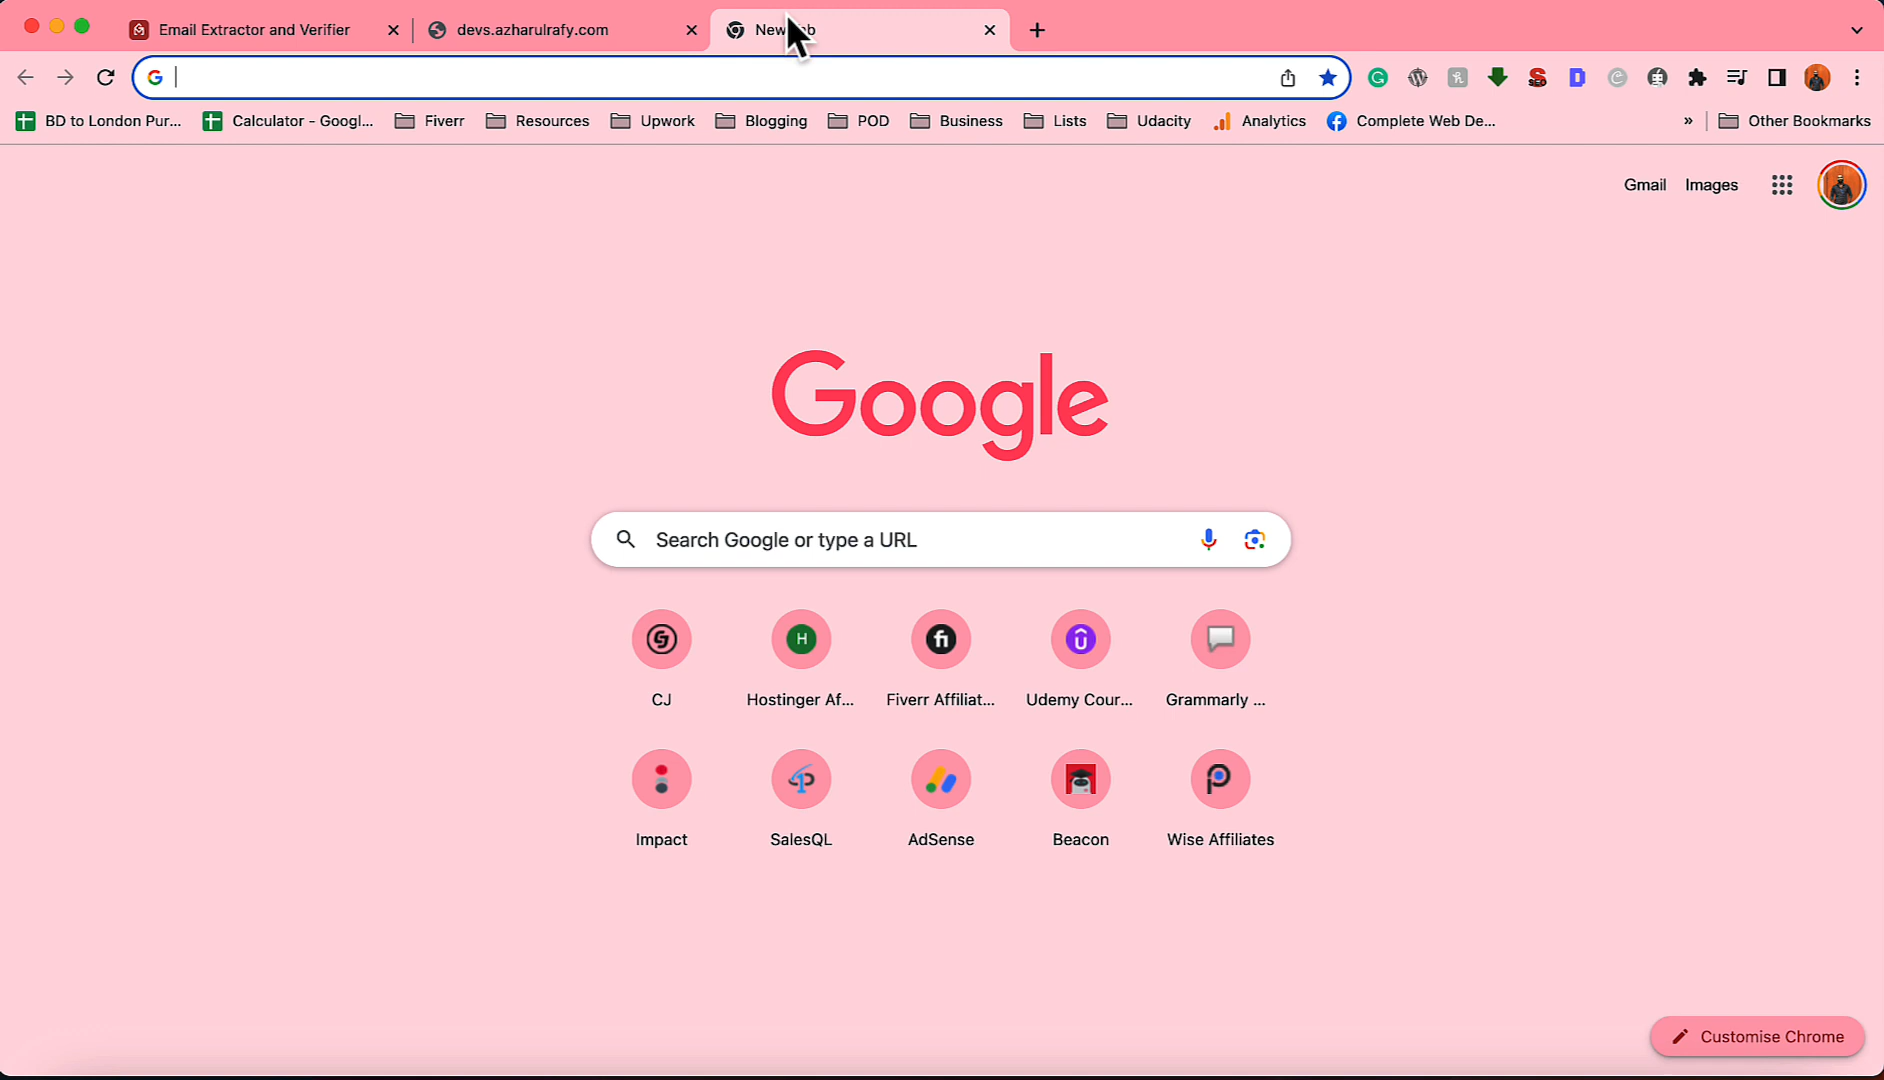 Email Extractor and Verifier
devs.azharulrafy.com
BD to London Pur...
Calculator - Googl...
Fiverr
Resources
Upwork
Blogging
POD
Business
Lists
Udacity
Analytics
Complete Web De...
»
Other Bookmarks
Gmail
Images
Google
Search Google or type a URL
CJ
Hostinger Af...
Fiverr Affiliat...
Udemy Cour...
Grammarly ...
Impact
SalesQL
AdSense
Beacon
Wise Affiliates
Customise Chrome